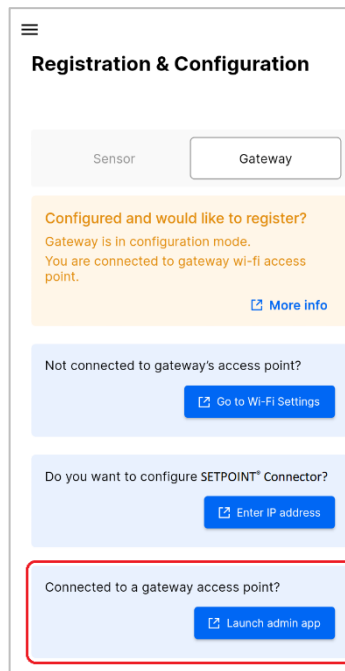 Registration & Configuration
Sensor
Gateway
Configured and would like to register?
Gateway is in configuration mode.
You are connected to gateway wi-fi access
point.
More info
Not connected to gateway's access point?
Go to Wi-Fi Settings
Do you want to configure SETPOINT® Connector?
Enter IP address
Connected to a gateway access point?
Launch admin app